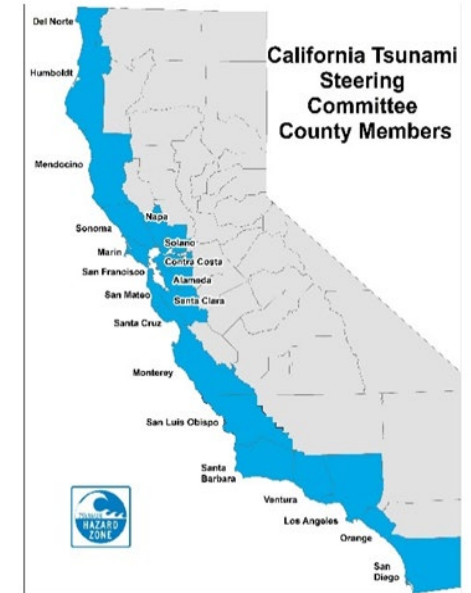 California Tsunami
Steering
Committee
County Members
Del Norte
Humboldt
Mendocino
Napa
Sonoma
Solano
Marin
Contra Costa
San Francisco
Alameda
San Mateo
Santa Clara
Santa Cruz
Monterey
San Luis Obispo
Santa
Barbara
Ventura
Los Angeles
Orange
San
Diego
TSUNAMI
HAZARD
ZONE